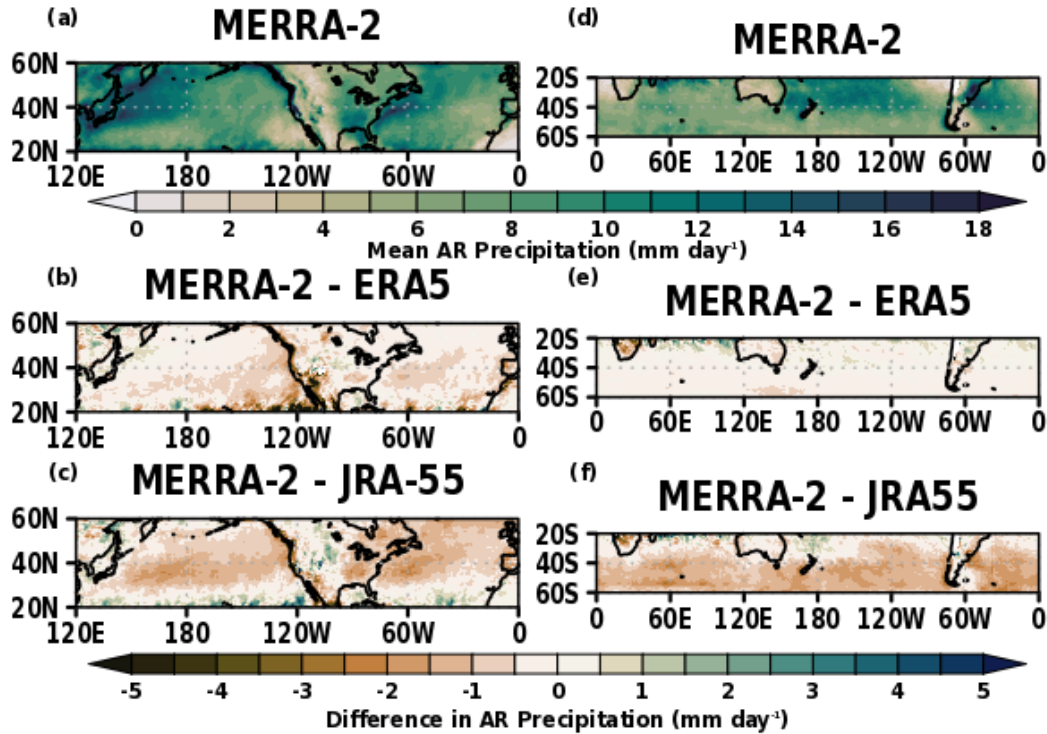 (a)
MERRA-2
60N
40N
20N
120E 180 120W 60W 0
(d)
MERRA-2
20S
40S
60S
0 60E 120E 180 120W 60W 0
0 2 4 6 8 10 12 14 16 18
Mean AR Precipitation (mm day⁻¹)
(b)
MERRA-2 - ERA5
60N
40N
20N
120E 180 120W 60W 0
(e)
MERRA-2 - ERA5
20S
40S
60S
0 60E 120E 180 120W 60W 0
(c)
MERRA-2 - JRA-55
60N
40N
20N
120E 180 120W 60W 0
(f)
MERRA-2 - JRA55
20S
40S
60S
0 60E 120E 180 120W 60W 0
-5 -4 -3 -2 -1 0 1 2 3 4 5
Difference in AR Precipitation (mm day⁻¹)